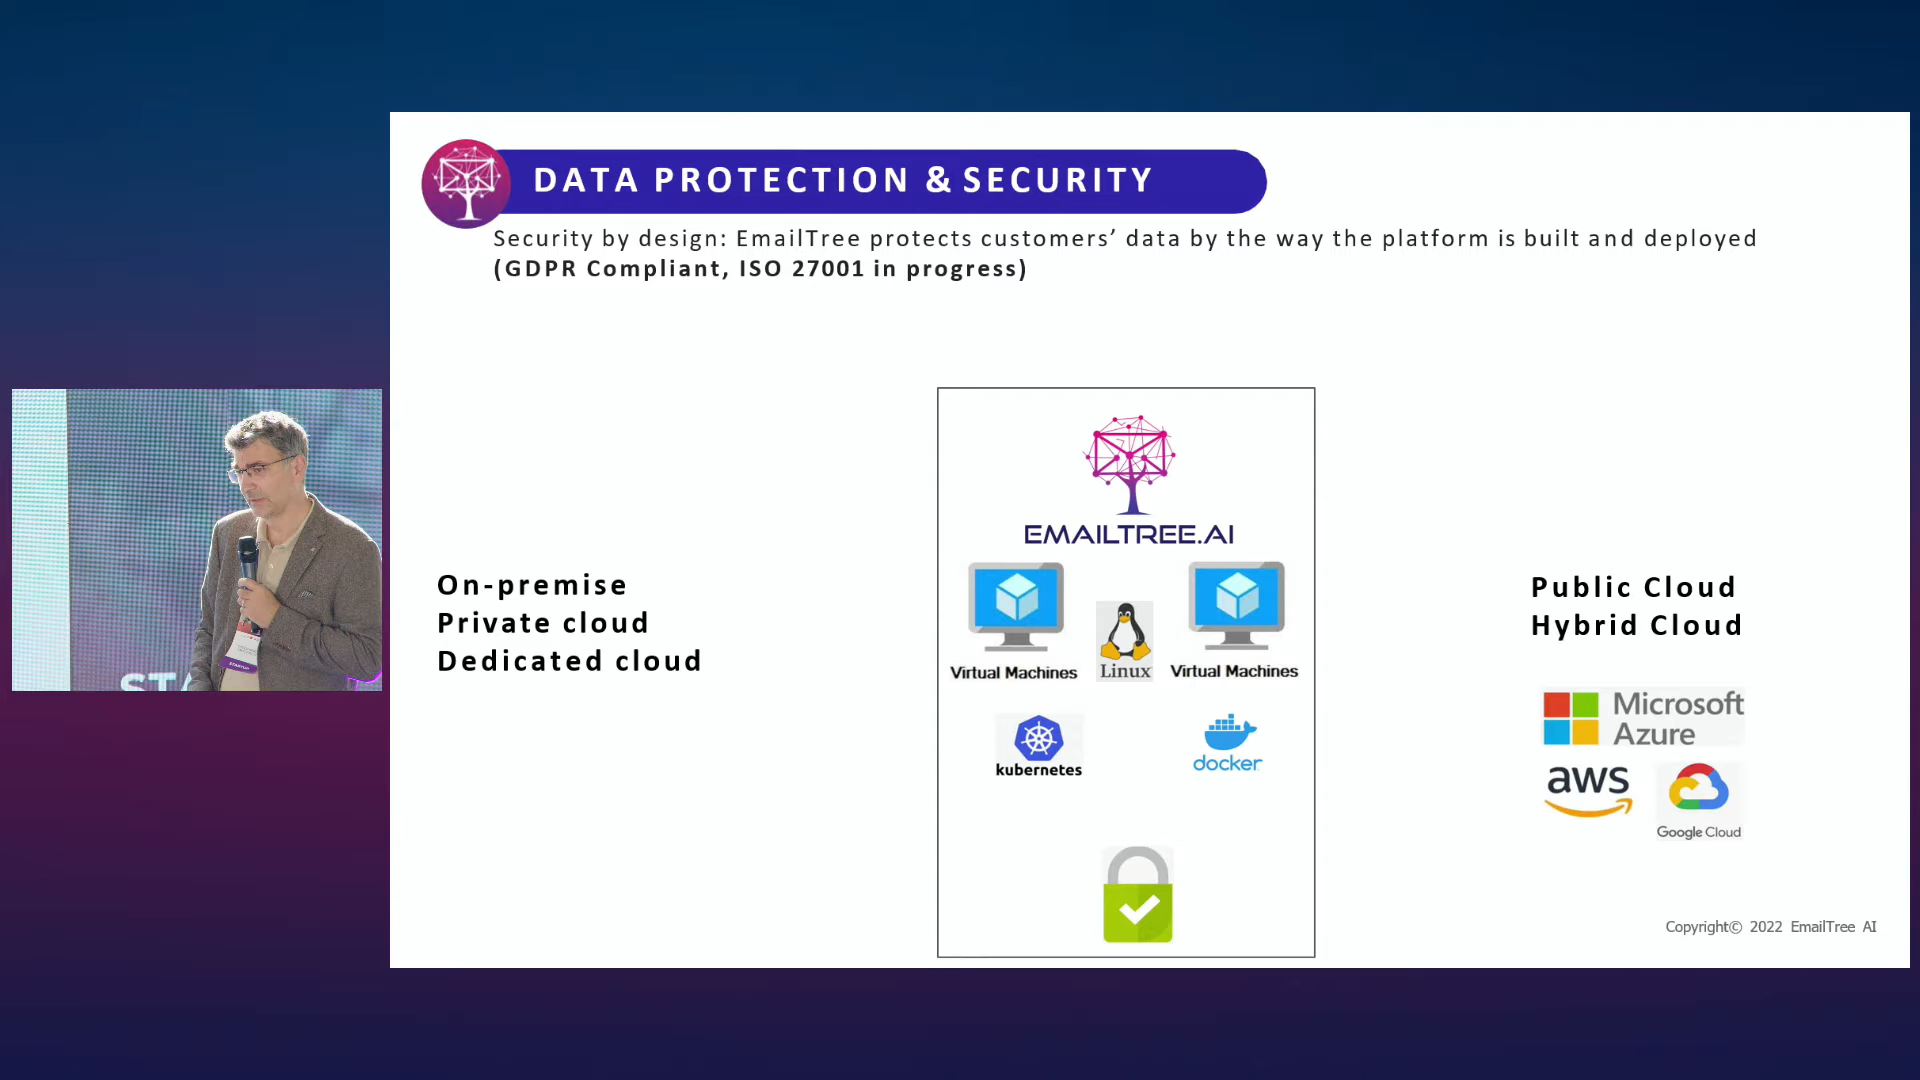 DATA PROTECTION & SECURITY
Security by design: EmailTree protects customers’ data by the way the platform is built and deployed
(GDPR Compliant, ISO 27001 in progress)
EMAILTREE.AI
On-premise
Private cloud
Dedicated cloud
Virtual Machines
Linux
Virtual Machines
kubernetes
docker
Public Cloud
Hybrid Cloud
Microsoft
Azure
aws
Google Cloud
STA
STARTUP
Copyright© 2022 EmailTree AI